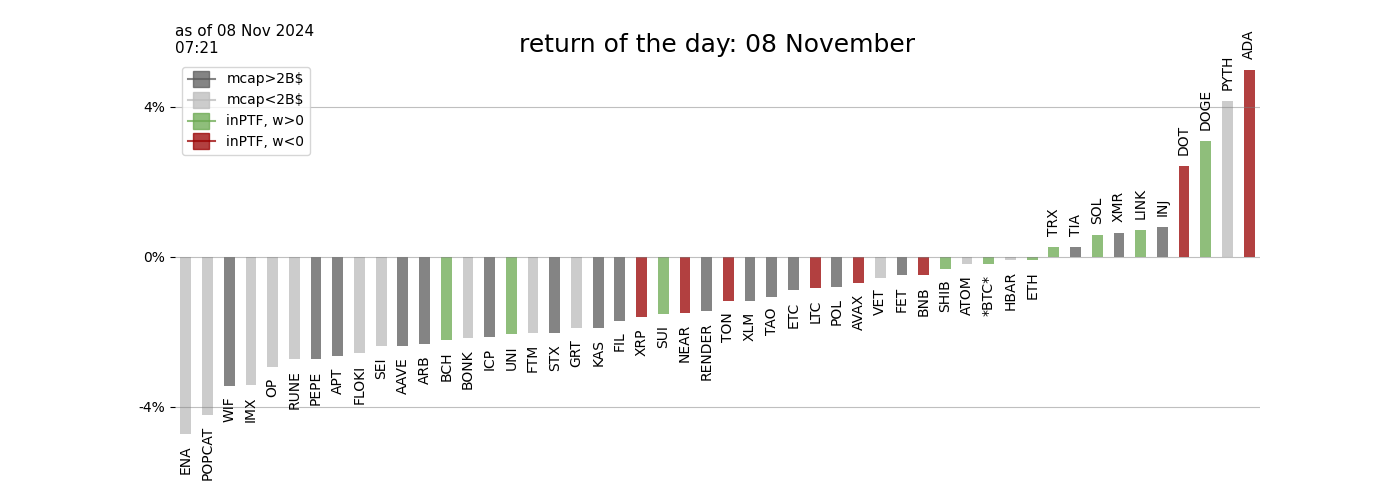 as of 08 Nov 2024
07:21
return of the day: 08 November
mcap>2B$
mcap<2B$
inPTF, w>0
inPTF, w<0
4%
0%
-4%
ENA
POPCAT
WIF
IMX
OP
RUNE
PEPE
APT
FLOKI
SEI
AAVE
ARB
BCH
BONK
ICP
UNI
FTM
STX
GRT
KAS
FIL
XRP
SUI
NEAR
RENDER
TON
XLM
TAO
ETC
LTC
POL
AVAX
VET
FET
BNB
SHIB
ATOM
*BTC*
HBAR
ETH
TRX
TIA
SOL
XMR
LINK
INJ
DOT
DOGE
PYTH
ADA